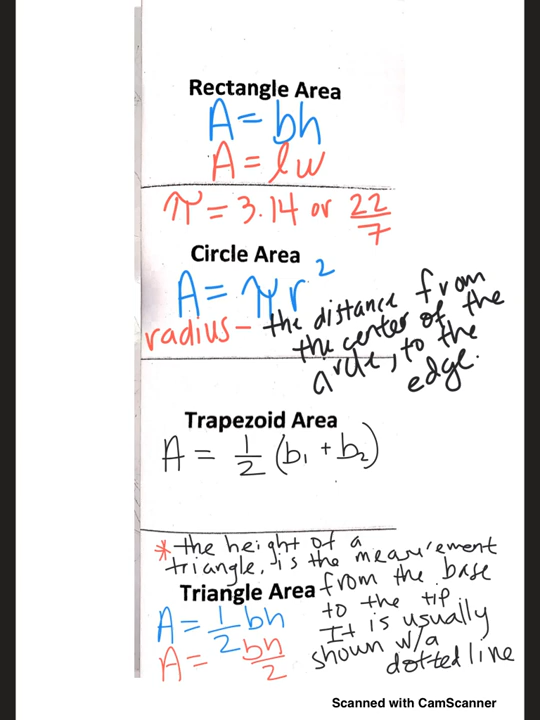 Rectangle Area
A = bh
A = lw
π = 3.14 or 22/7
Circle Area
A = πr²
radius - the distance from
the center of the
circle, to the
edge.
Trapezoid Area
A = 1/2 (b₁ + b₂)
* the height of a
triangle, is the measurement
from the base
Triangle Area
to the tip
A = 1/2 bh
It is usually
shown w/a
A = bh/2
dotted line
Scanned with CamScanner